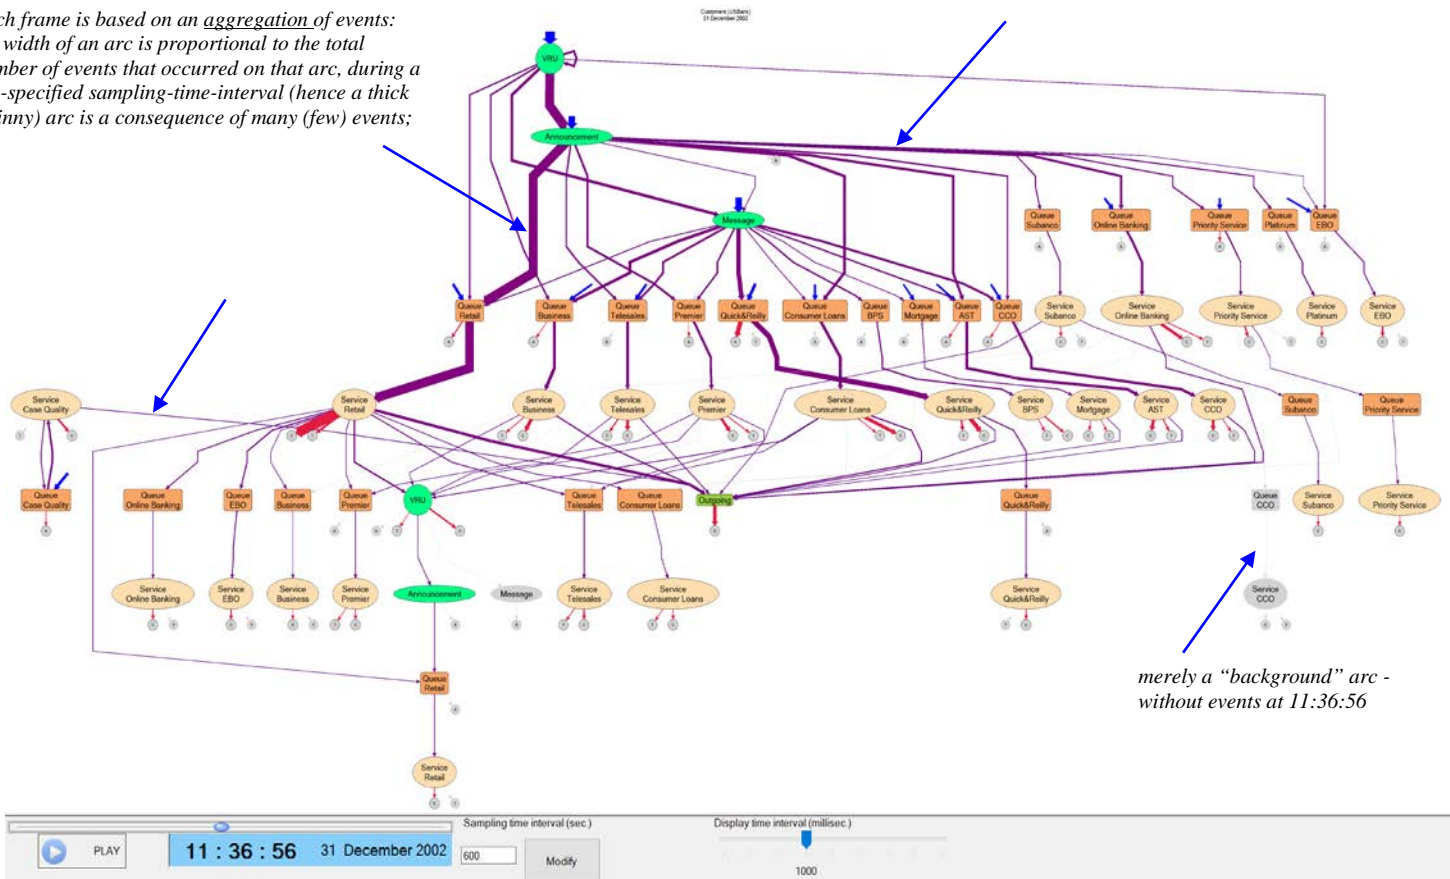 ch frame is based on an aggregation of events:
width of an arc is proportional to the total
mber of events that occurred on that arc, during a
-specified sampling-time-interval (hence a thick
inny) arc is a consequence of many (few) events;
Customers (USBank)
31 December 2002
VRU
Announcement
Message
Queue
Subanco
Queue
Online Banking
Queue
Priority Service
Queue
Platinum
Queue
EBO
Queue
Retail
Queue
Business
Queue
Telesales
Queue
Premier
Queue
Quick&Reilly
Queue
Consumer Loans
Queue
BPS
Queue
Mortgage
Queue
AST
Queue
CCO
Service
Subanco
Service
Online Banking
Service
Priority Service
Service
Platinum
Service
EBO
Service
Case Quality
Service
Retail
Service
Business
Service
Telesales
Service
Premier
Service
Consumer Loans
Service
Quick&Reilly
Service
BPS
Service
Mortgage
Service
AST
Service
CCO
Queue
Subanco
Queue
Priority Service
Queue
Case Quality
Queue
Online Banking
Queue
EBO
Queue
Business
Queue
Premier
VRU
Queue
Telesales
Queue
Consumer Loans
Outgoing
Queue
Quick&Reilly
Queue
CCO
Service
Subanco
Service
Priority Service
Service
Online Banking
Service
EBO
Service
Business
Service
Premier
Announcement
Message
Service
Telesales
Service
Consumer Loans
Service
Quick&Reilly
Service
CCO
merely a “background” arc -
without events at 11:36:56
Queue
Retail
Service
Retail
Sampling time interval (sec.)
Display time interval (millisec.)
PLAY
11 : 36 : 56 31 December 2002
600
Modify
1000